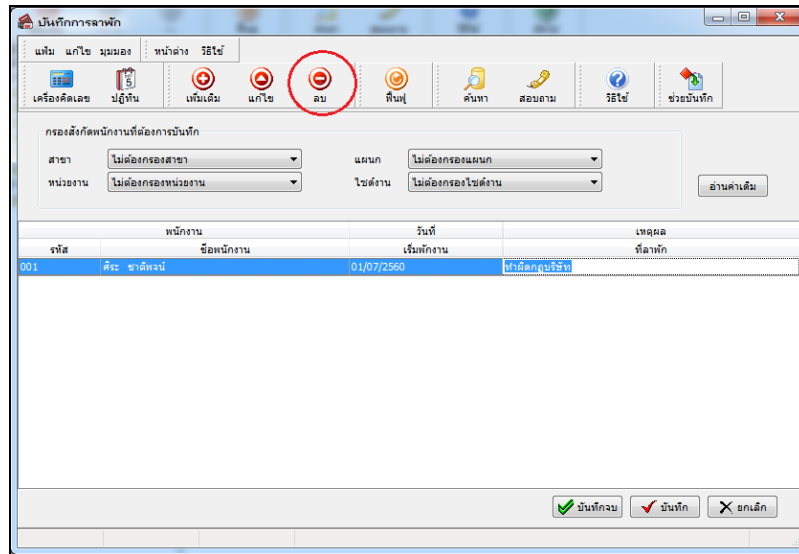 บันทึกการลาพัก
แฟ้ม แก้ไข มุมมอง หน้าต่าง วิธีใช้
เครื่องคิดเลข ปฏิทิน เพิ่มเติม แก้ไข ลบ ฟื้นฟู ค้นหา สอบถาม วิธีใช้ ช่วยบันทึก
กรองสังกัดพนักงานที่ต้องการบันทึก
สาขา ไม่ต้องกรองสาขา แผนก ไม่ต้องกรองแผนก
หน่วยงาน ไม่ต้องกรองหน่วยงาน ไซด์งาน ไม่ต้องกรองไซด์งาน อ่านค่าเดิม
พนักงาน วันที่ เหตุผล
รหัส ชื่อพนักงาน เริ่มพักงาน ที่ลาพัก
001 ศิระ ชาติพจน์ 01/07/2560 ทำผิดกฎบริษัท
บันทึกจบ บันทึก ยกเลิก